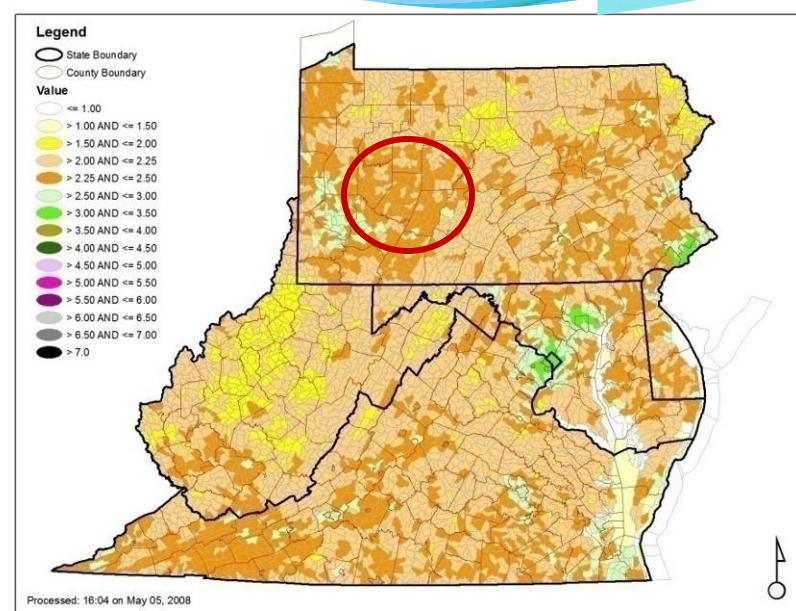 Legend
State Boundary
County Boundary
Value
<= 1.00
> 1.00 AND <= 1.50
> 1.50 AND <= 2.00
> 2.00 AND <= 2.25
> 2.25 AND <= 2.50
> 2.50 AND <= 3.00
> 3.00 AND <= 3.50
> 3.50 AND <= 4.00
> 4.00 AND <= 4.50
> 4.50 AND <= 5.00
> 5.00 AND <= 5.50
> 5.50 AND <= 6.00
> 6.00 AND <= 6.50
> 6.50 AND <= 7.00
> 7.0
Processed: 16:04 on May 05, 2008